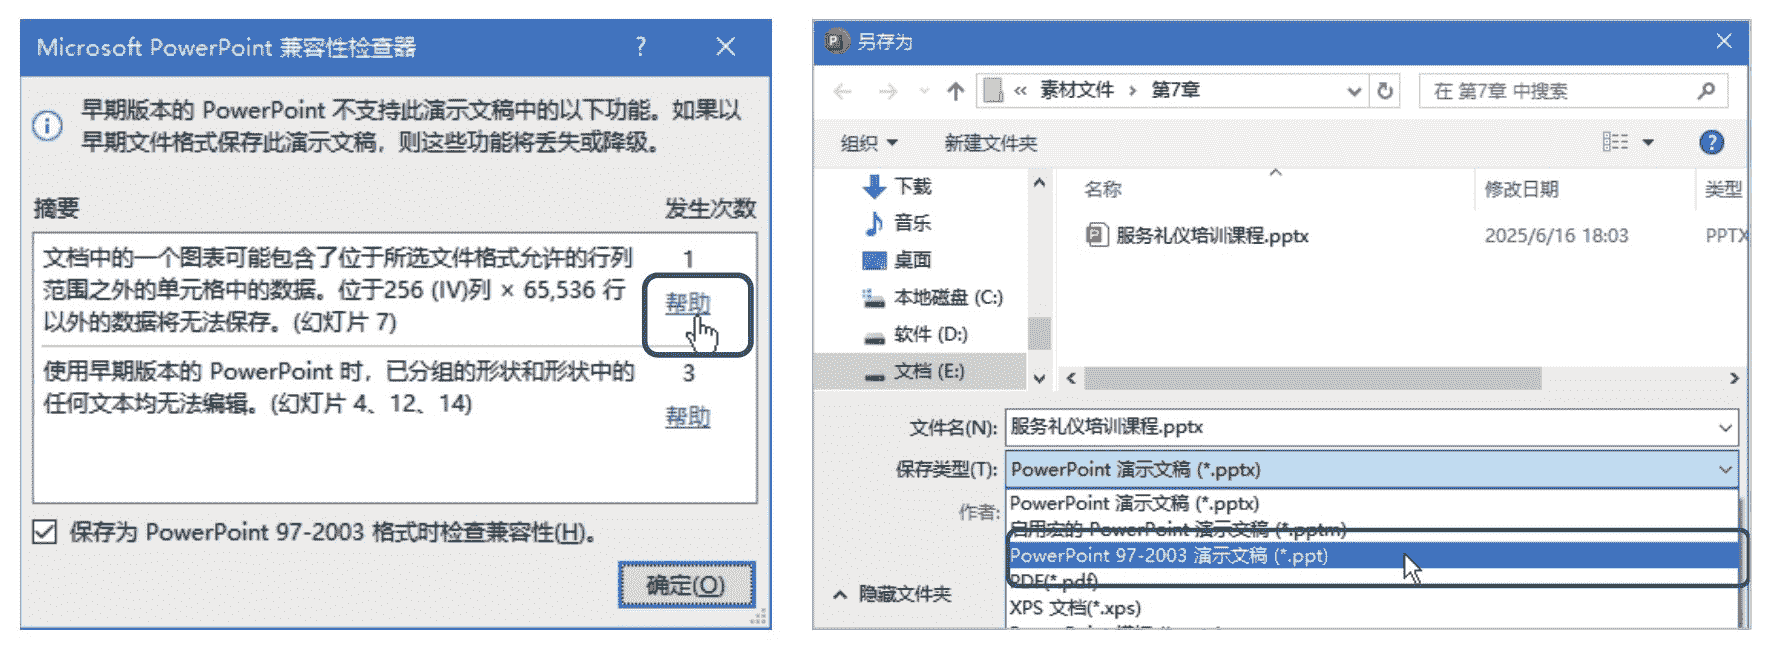 Microsoft PowerPoint 兼容性检查器
早期版本的 PowerPoint 不支持此演示文稿中的以下功能。如果以
早期文件格式保存此演示文稿，则这些功能将丢失或降级。
摘要 发生次数
文档中的一个图表可能包含了位于所选文件格式允许的行列 1
范围之外的单元格中的数据。位于256 (IV)列 × 65,536 行 帮助
以外的数据将无法保存。(幻灯片 7)
使用早期版本的 PowerPoint 时，已分组的形状和形状中的 3
任何文本均无法编辑。(幻灯片 4、12、14) 帮助
保存为 PowerPoint 97-2003 格式时检查兼容性(H)。
确定(O)
另存为
« 素材文件 › 第7章 在 第7章 中搜索
组织 新建文件夹
下载 名称 修改日期 类型
音乐 服务礼仪培训课程.pptx 2025/6/16 18:03 PPTX
桌面
本地磁盘 (C:)
软件 (D:)
文档 (E:)
文件名(N): 服务礼仪培训课程.pptx
保存类型(T): PowerPoint 演示文稿 (*.pptx)
作者: PowerPoint 演示文稿 (*.pptx)
启用宏的 PowerPoint 演示文稿 (*.pptm)
PowerPoint 97-2003 演示文稿 (*.ppt)
PDF(*.pdf)
隐藏文件夹 XPS 文档(*.xps)